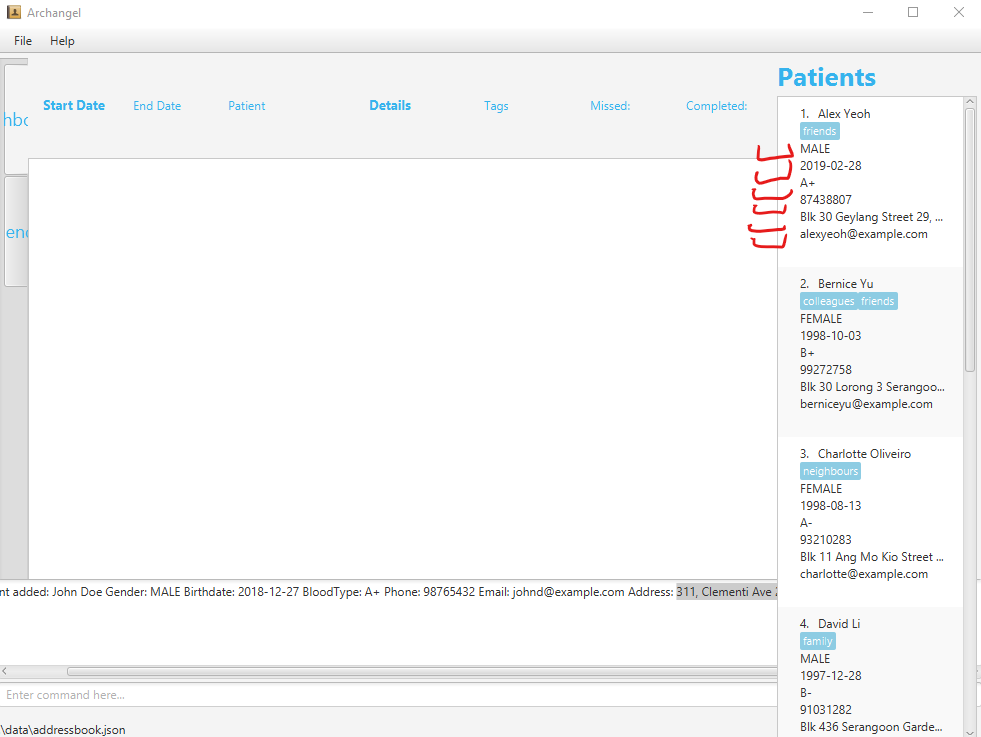 Archangel
File Help
Patients
Start Date End Date Patient Details Tags Missed: Completed:
1. Alex Yeoh
friends
MALE
2019-02-28
A+
87438807
Blk 30 Geylang Street 29, ...
alexyeoh@example.com
2. Bernice Yu
colleagues friends
FEMALE
1998-10-03
B+
99272758
Blk 30 Lorong 3 Serangoo...
berniceyu@example.com
3. Charlotte Oliveiro
neighbours
FEMALE
1998-08-13
A-
93210283
Blk 11 Ang Mo Kio Street ...
charlotte@example.com
4. David Li
family
MALE
1997-12-28
B-
91031282
Blk 436 Serangoon Garde...
nt added: John Doe Gender: MALE Birthdate: 2018-12-27 BloodType: A+ Phone: 98765432 Email: johnd@example.com Address: 311, Clementi Ave
Enter command here...
\data\addressbook.json